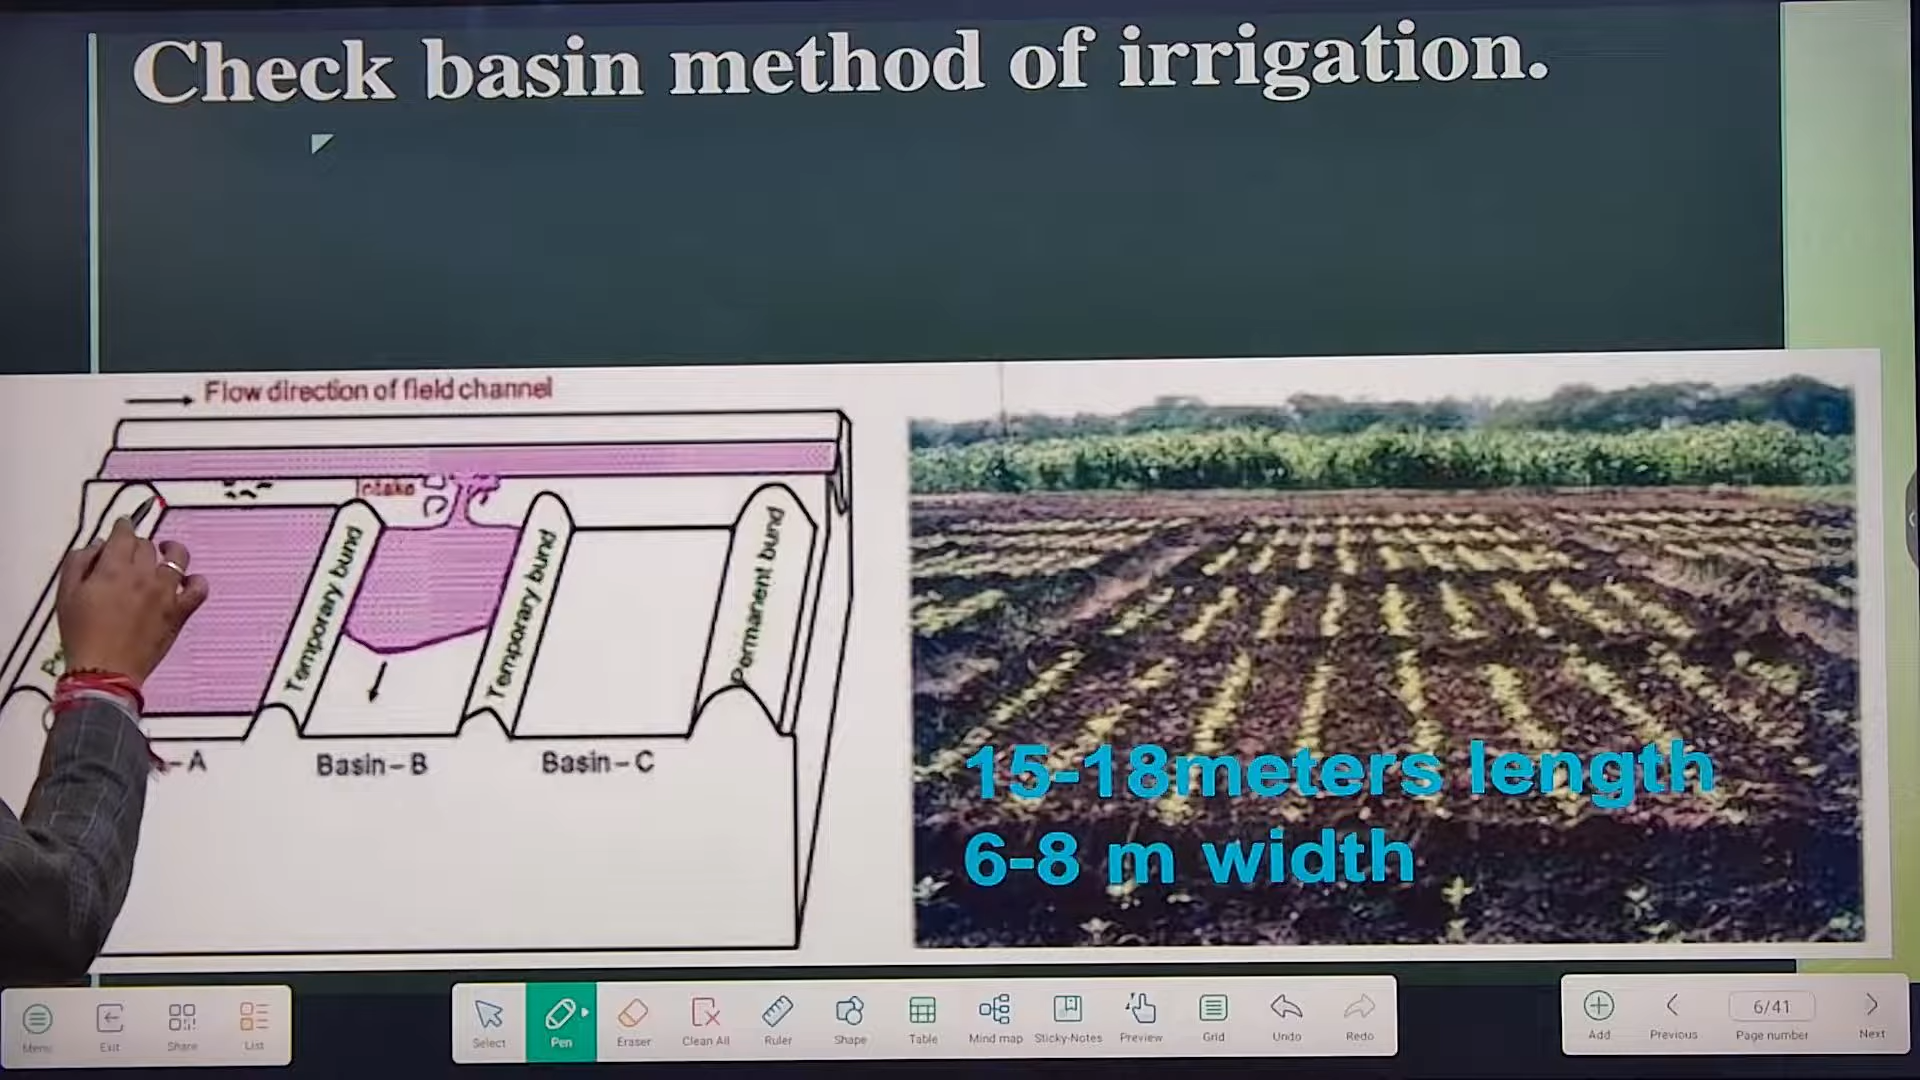 Check basin method of irrigation.
Flow direction of field channel
Intake
Temporary bund
Temporary bund
Permanent bund
-A
Basin-B
Basin-C
15-18meters length
6-8 m width
Menu
Exit
Share
List
Select
Pen
Eraser
Clean All
Ruler
Shape
Table
Mind map
Sticky-Notes
Preview
Grid
Undo
Redo
Add
Previous
6/41
Page number
Next